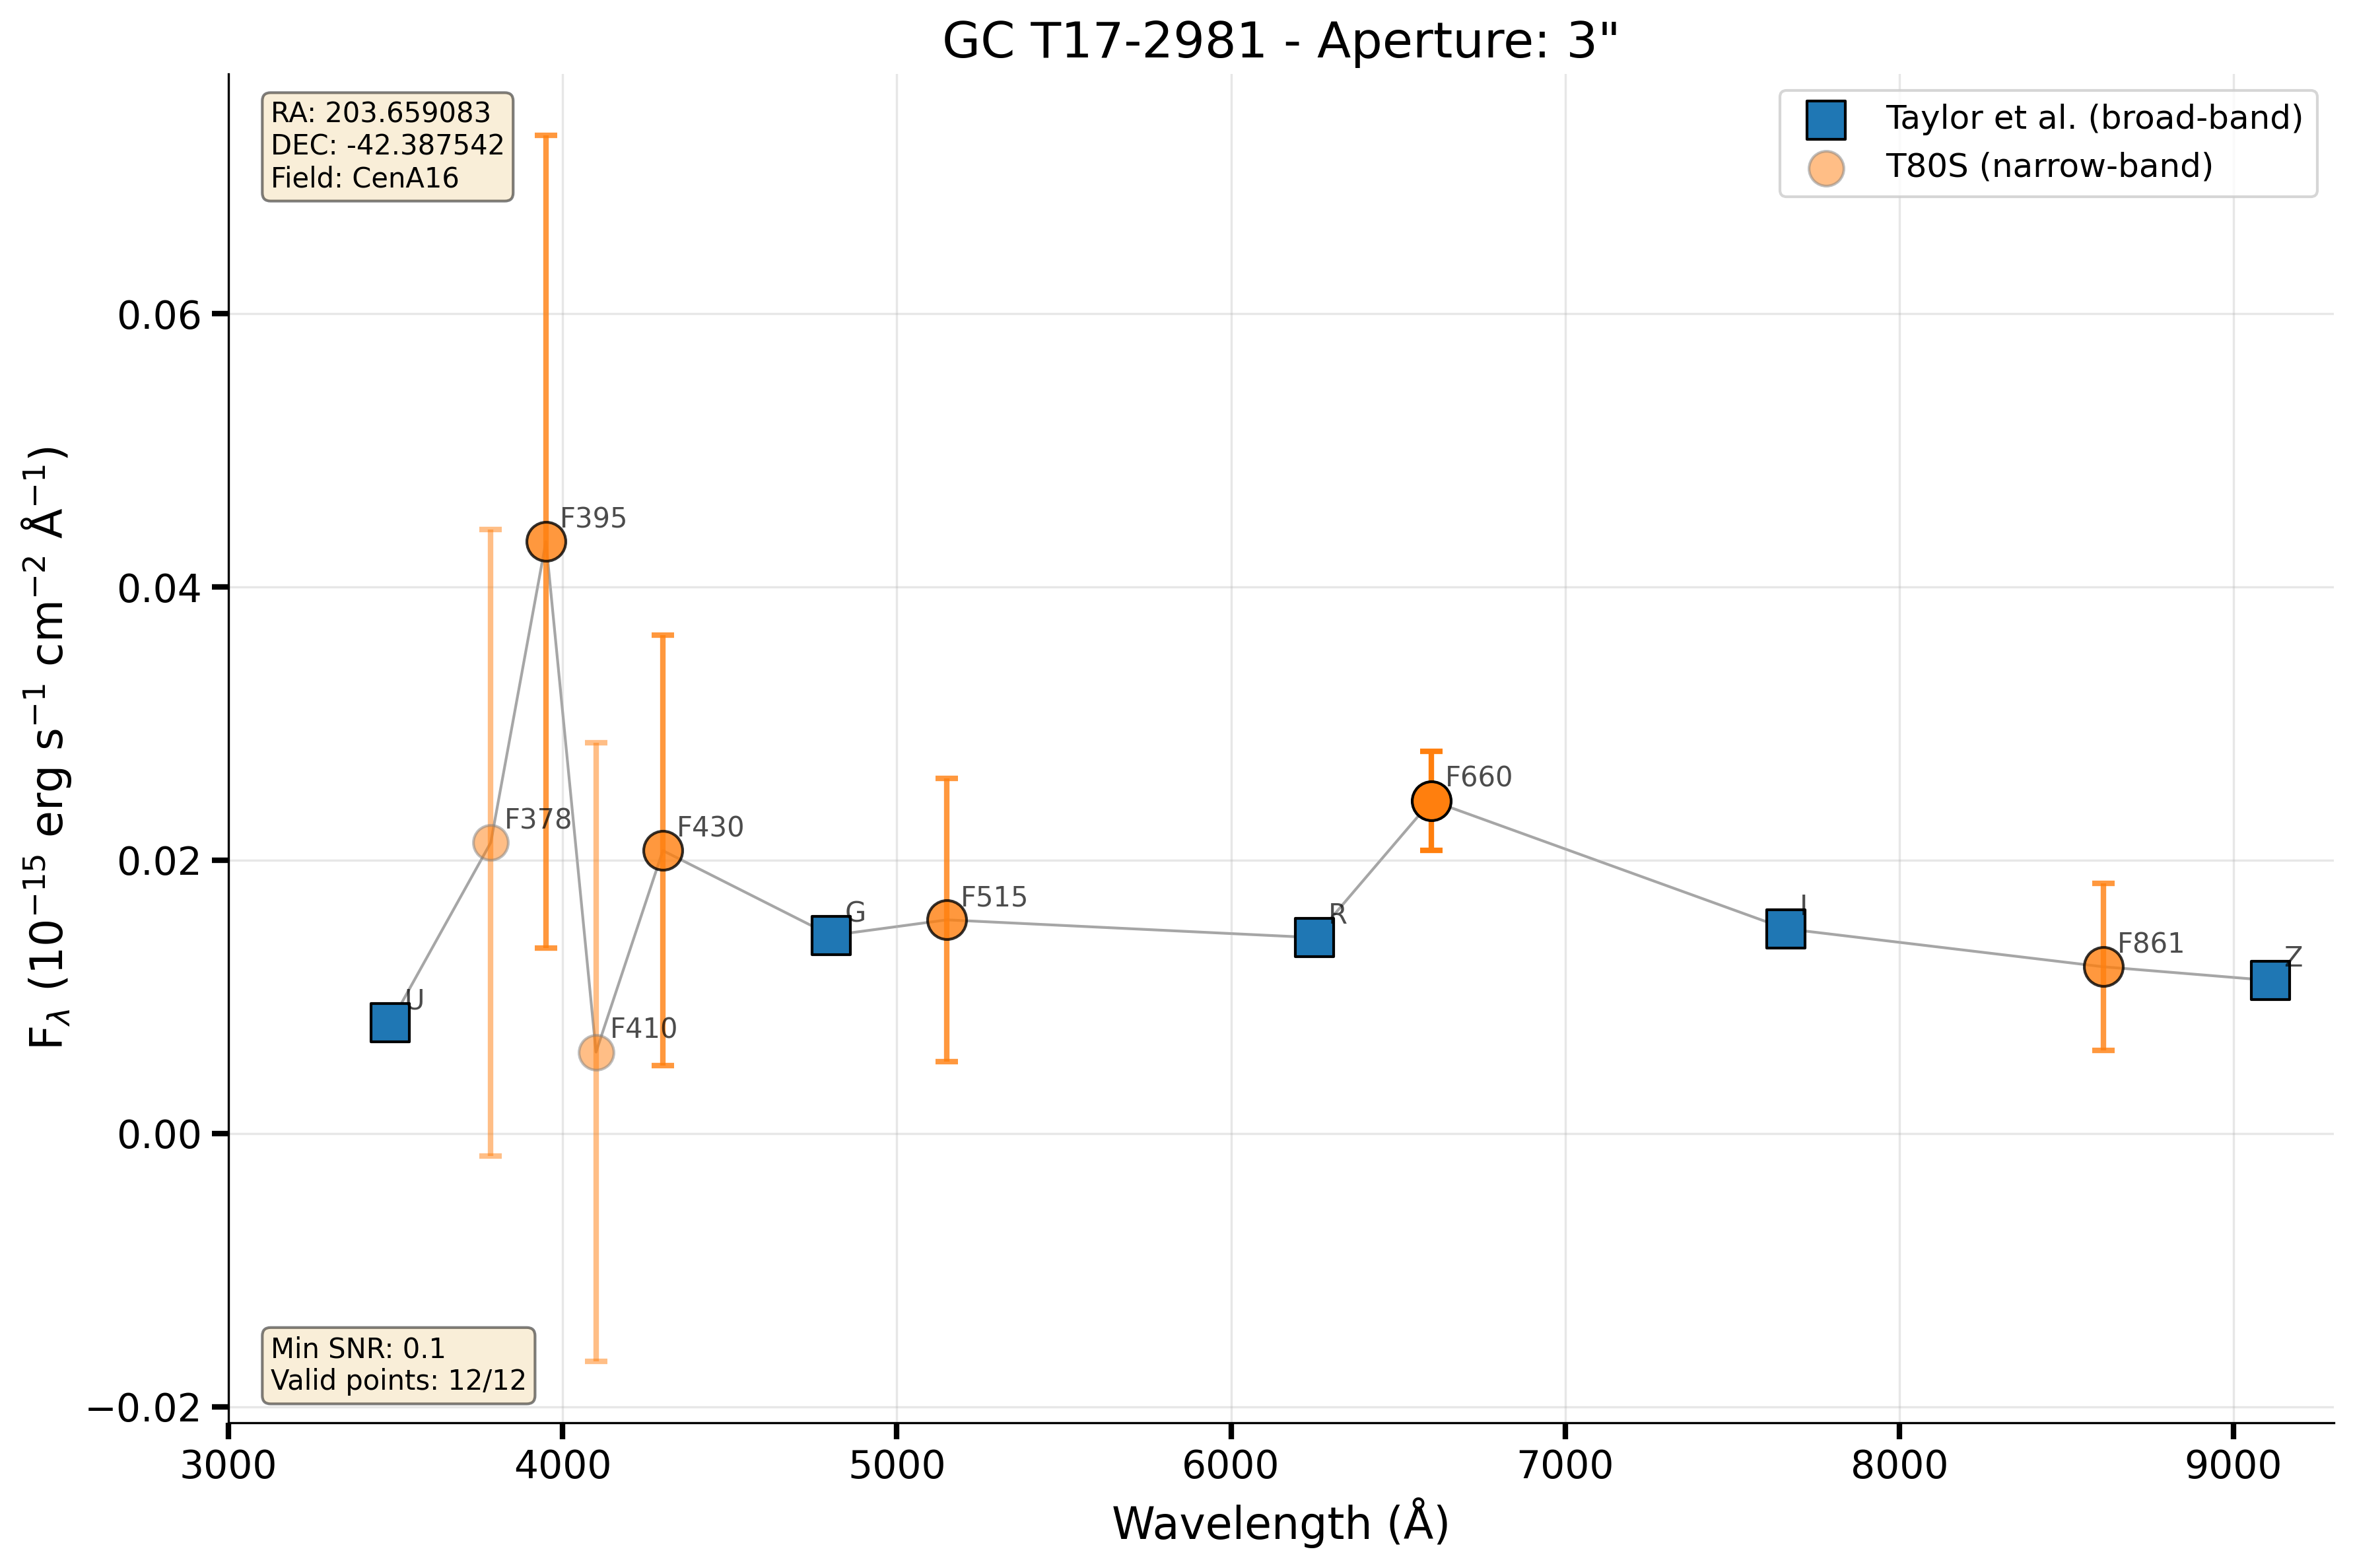 GC T17-2981 - Aperture: 3"
RA: 203.659083
DEC: -42.387542
Field: CenA16
Taylor et al. (broad-band)
T80S (narrow-band)
0.06
0.04
0.02
0.00
−0.02
F$_λ$ (10$^{−15}$ erg s$^{−1}$ cm$^{−2}$ Å$^{−1}$)
U
F378
F395
F410
F430
G
F515
R
F660
I
F861
Z
Min SNR: 0.1
Valid points: 12/12
3000
4000
5000
6000
7000
8000
9000
Wavelength (Å)